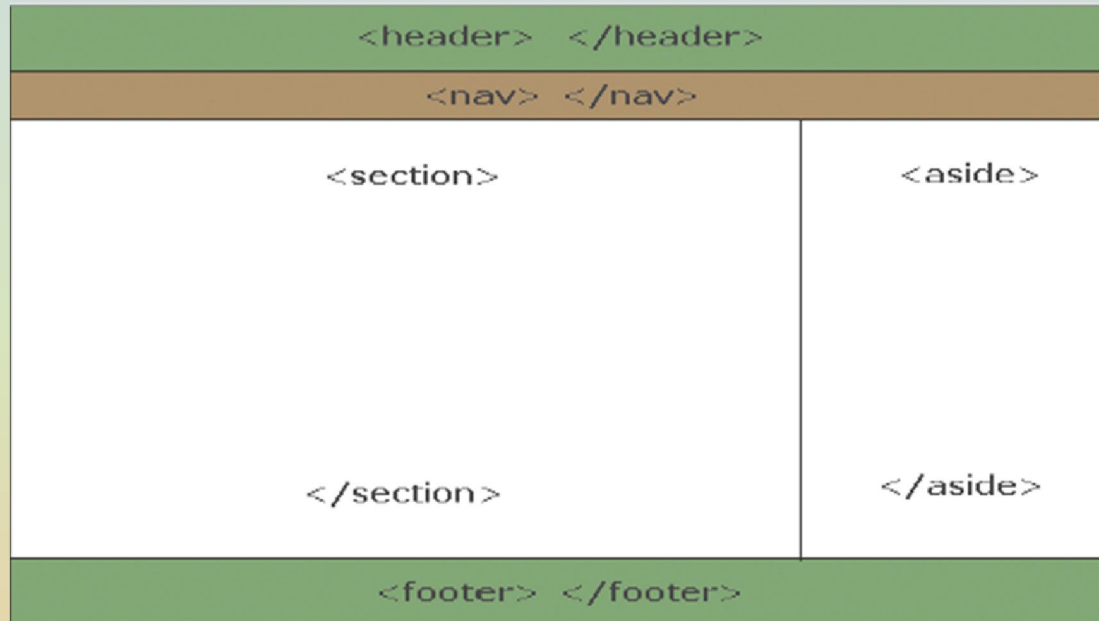 <header> </header>
<nav> </nav>
<section>
<aside>
</section>
</aside>
<footer> </footer>